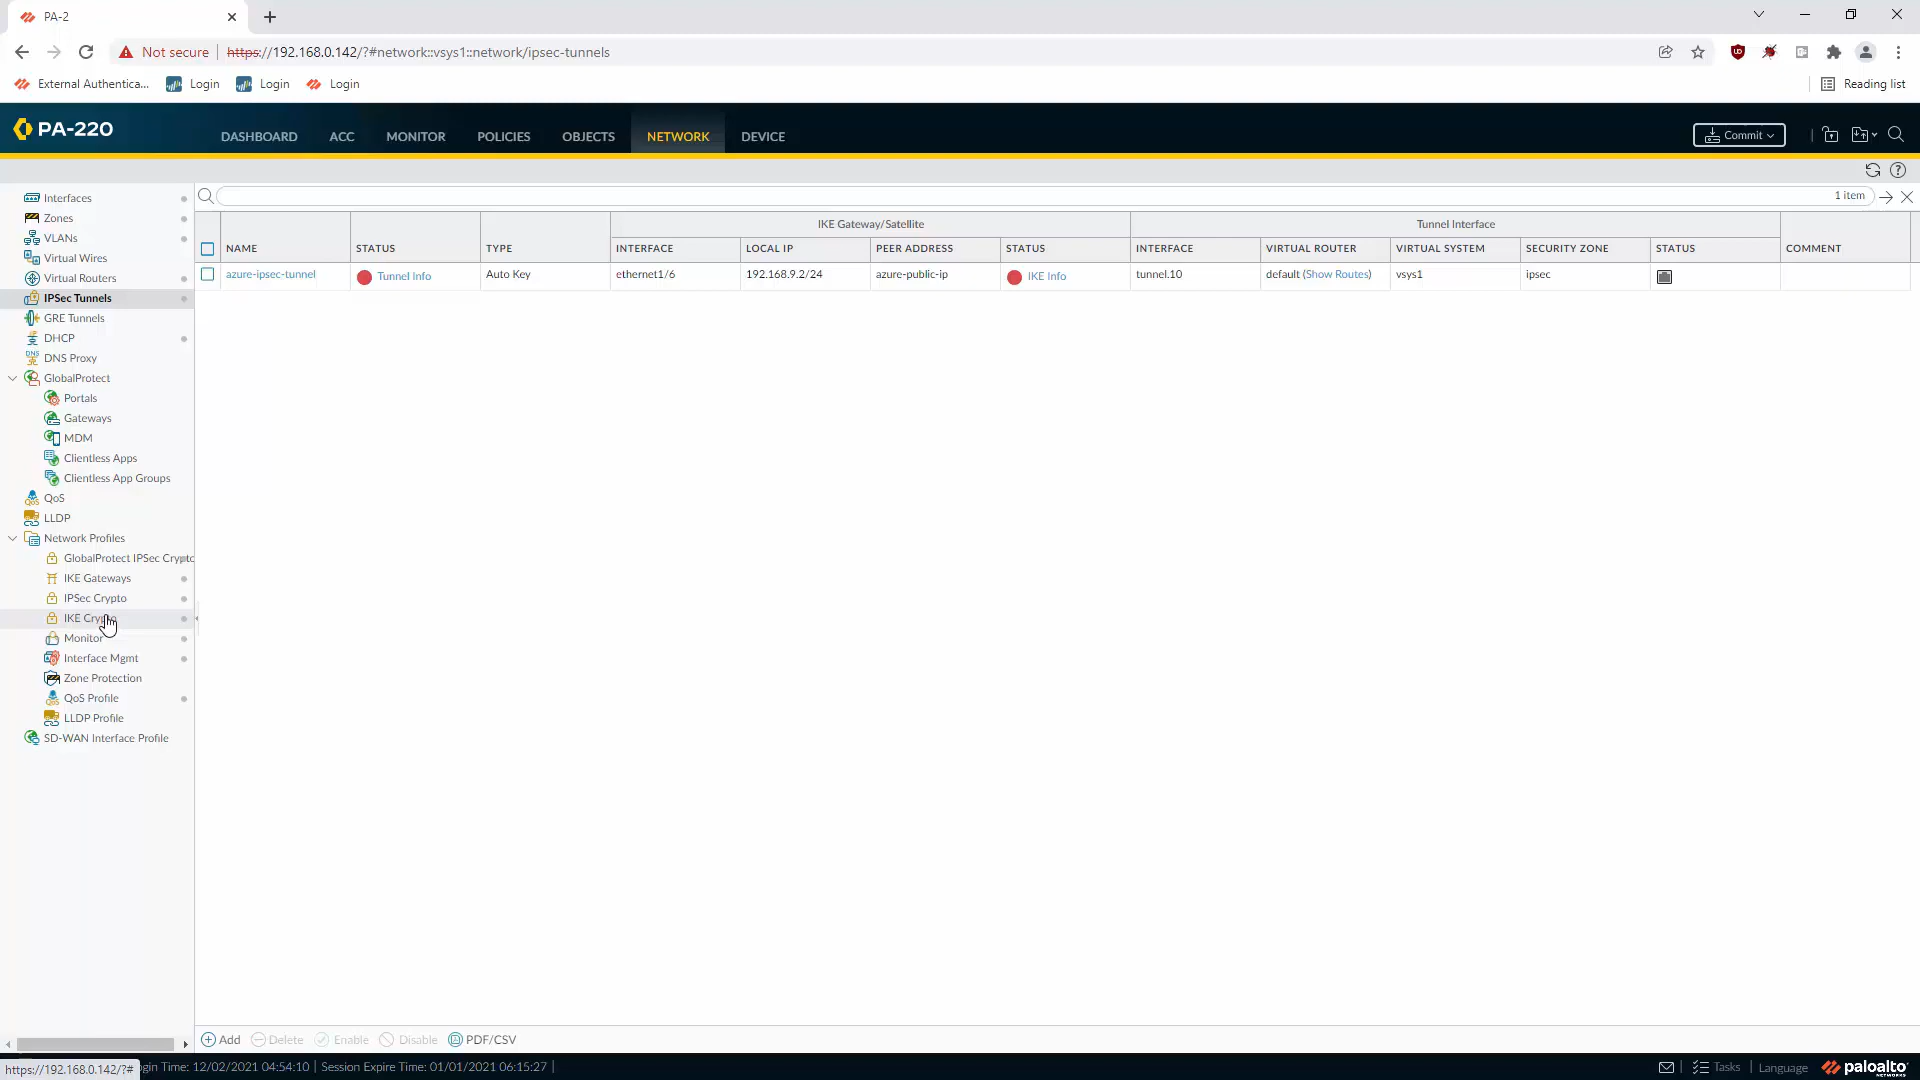 PA-2
Not secure https://192.168.0.142/?#network::vsys1::network/ipsec-tunnels
External Authentica... Login Login Login Reading list
PA-220 DASHBOARD ACC MONITOR POLICIES OBJECTS NETWORK DEVICE Commit
1 item
Interfaces
Zones
VLANs
Virtual Wires
Virtual Routers
IPSec Tunnels
GRE Tunnels
DHCP
DNS Proxy
GlobalProtect
Portals
Gateways
MDM
Clientless Apps
Clientless App Groups
QoS
LLDP
Network Profiles
GlobalProtect IPSec Crypto
IKE Gateways
IPSec Crypto
IKE Crypto
Monitor
Interface Mgmt
Zone Protection
QoS Profile
LLDP Profile
SD-WAN Interface Profile
IKE Gateway/Satellite Tunnel Interface
NAME STATUS TYPE INTERFACE LOCAL IP PEER ADDRESS STATUS INTERFACE VIRTUAL ROUTER VIRTUAL SYSTEM SECURITY ZONE STATUS COMMENT
azure-ipsec-tunnel Tunnel Info Auto Key ethernet1/6 192.168.9.2/24 azure-public-ip IKE Info tunnel.10 default (Show Routes) vsys1 ipsec
Add Delete Enable Disable PDF/CSV
https://192.168.0.142/?# gin Time: 12/02/2021 04:54:10 | Session Expire Time: 01/01/2021 06:15:27 | Tasks | Language paloalto NETWORKS